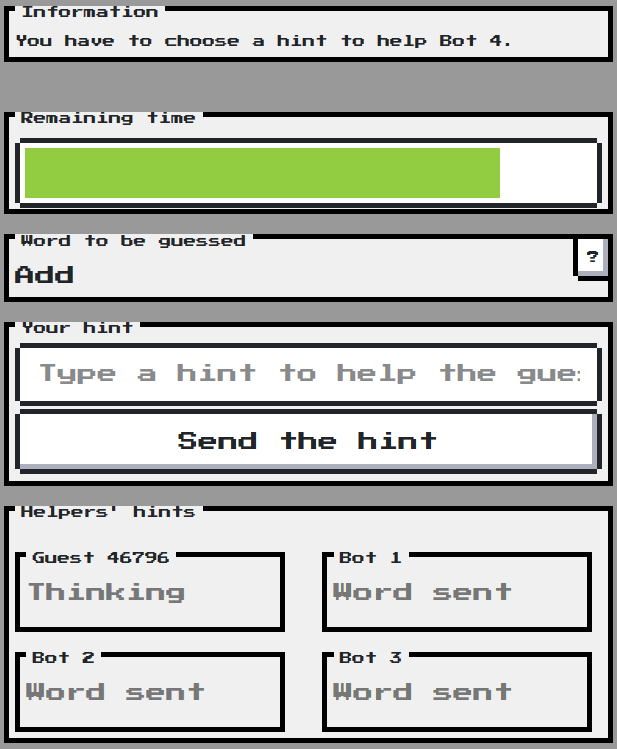 Information
You have to choose a hint to help Bot 4.
Remaining time
Word to be guessed
?
Add
Your hint
Type a hint to help the
Send the hint
Helpers' hints
Guest 46796
Thinking
Bot 1
Word sent
Bot 2
Word sent
Bot 3
Word sent